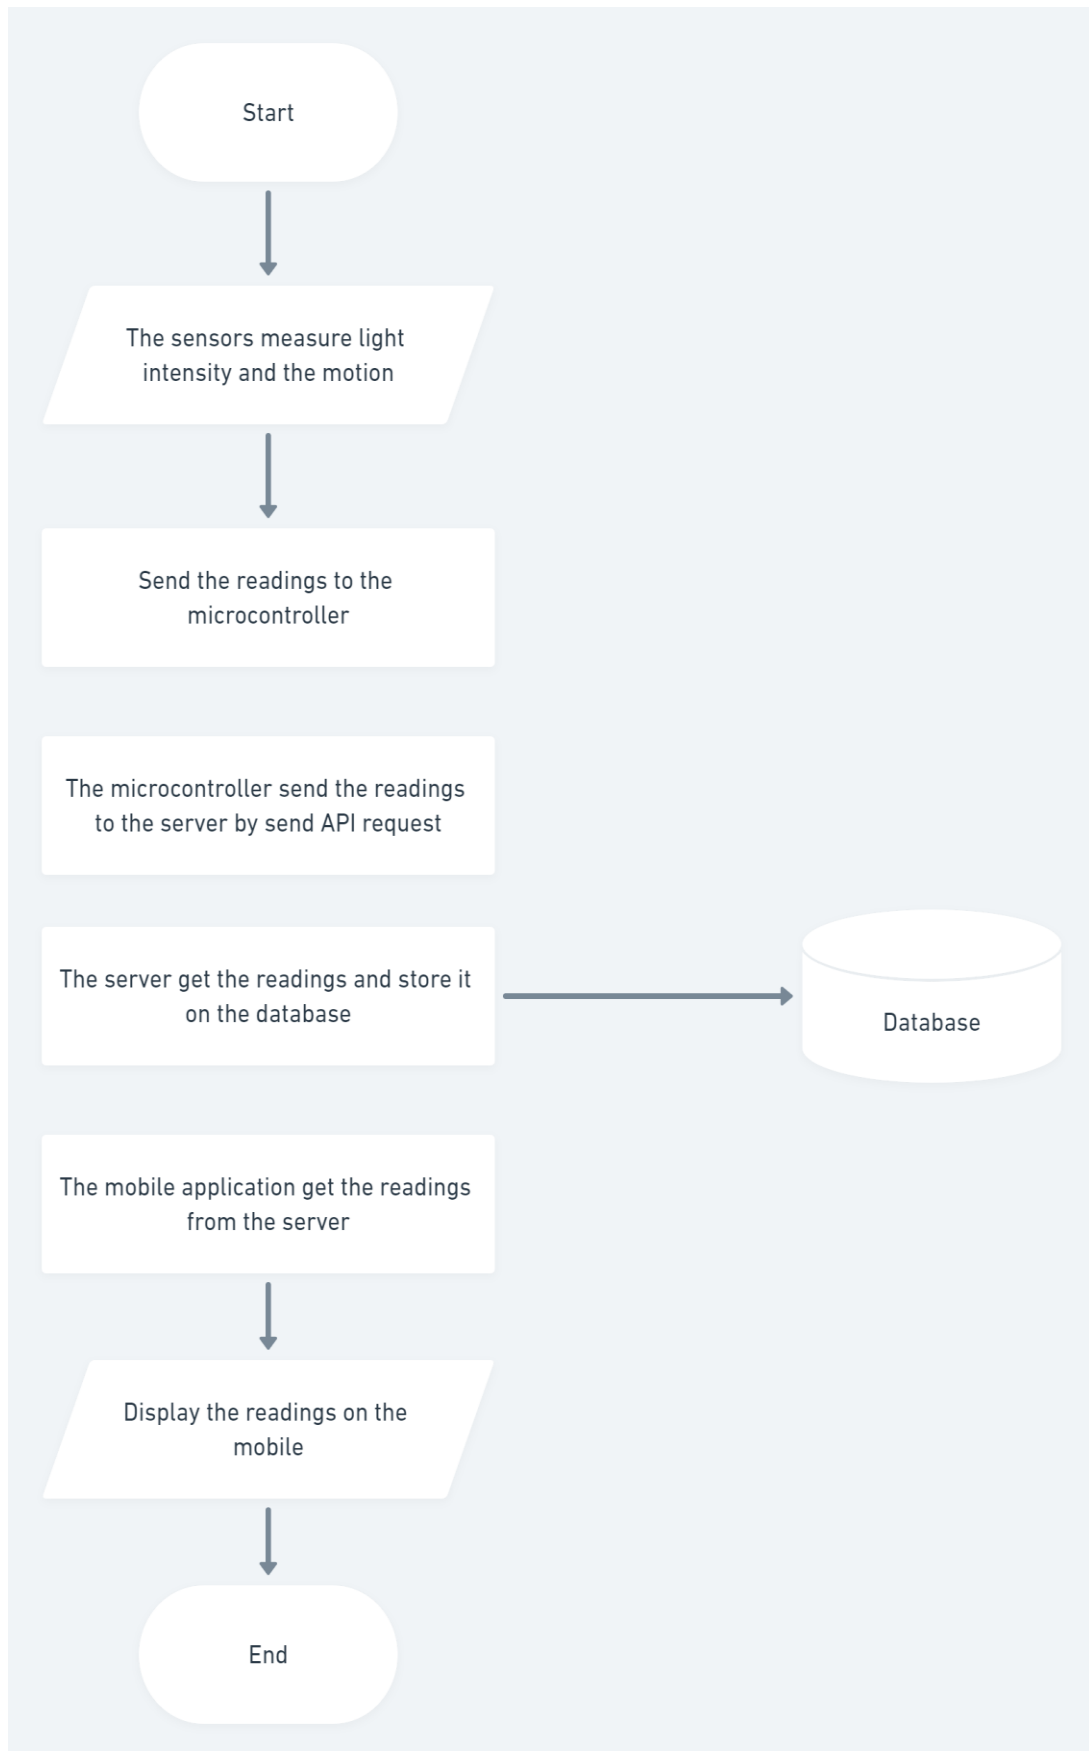 Start
The sensors measure light
intensity and the motion
Send the readings to the
microcontroller
The microcontroller send the readings
to the server by send API request
The server get the readings and store it
on the database
Database
The mobile application get the readings
from the server
Display the readings on the
mobile
End